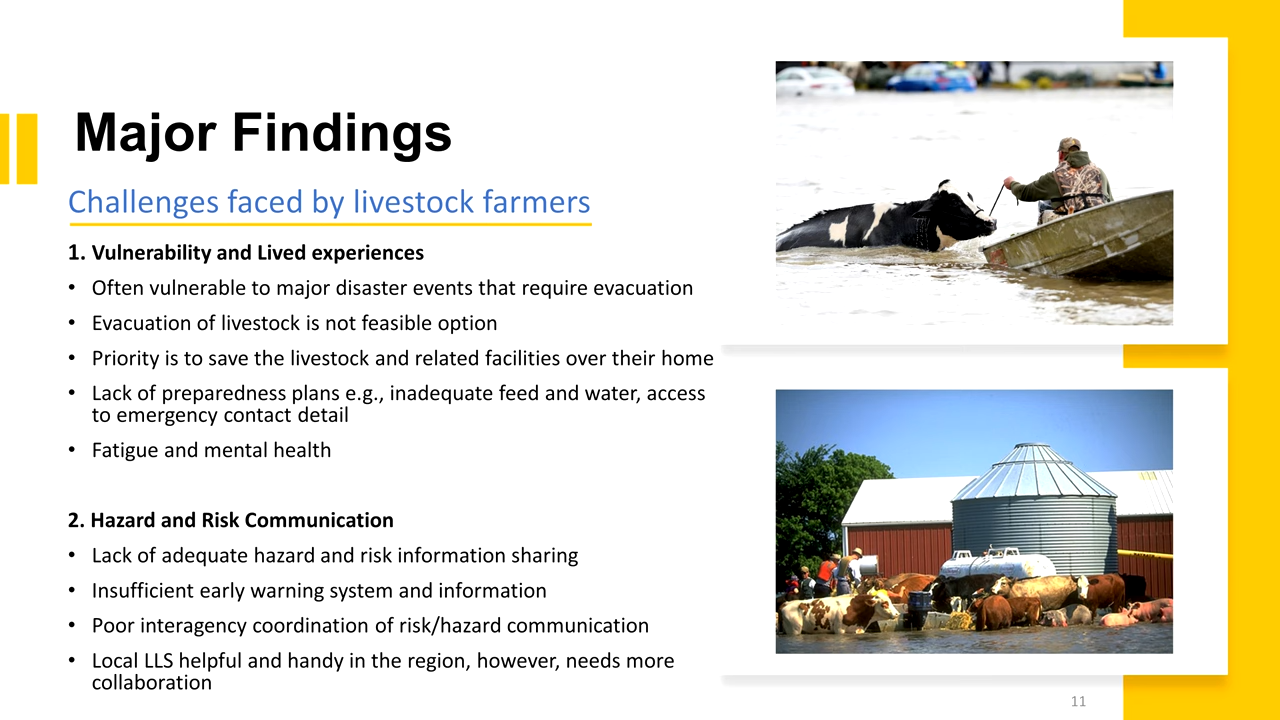 Major Findings
Challenges faced by livestock farmers
1. Vulnerability and Lived experiences
• Often vulnerable to major disaster events that require evacuation
• Evacuation of livestock is not feasible option
• Priority is to save the livestock and related facilities over their home
• Lack of preparedness plans e.g., inadequate feed and water, access
to emergency contact detail
• Fatigue and mental health
2. Hazard and Risk Communication
• Lack of adequate hazard and risk information sharing
• Insufficient early warning system and information
• Poor interagency coordination of risk/hazard communication
• Local LLS helpful and handy in the region, however, needs more
collaboration
11